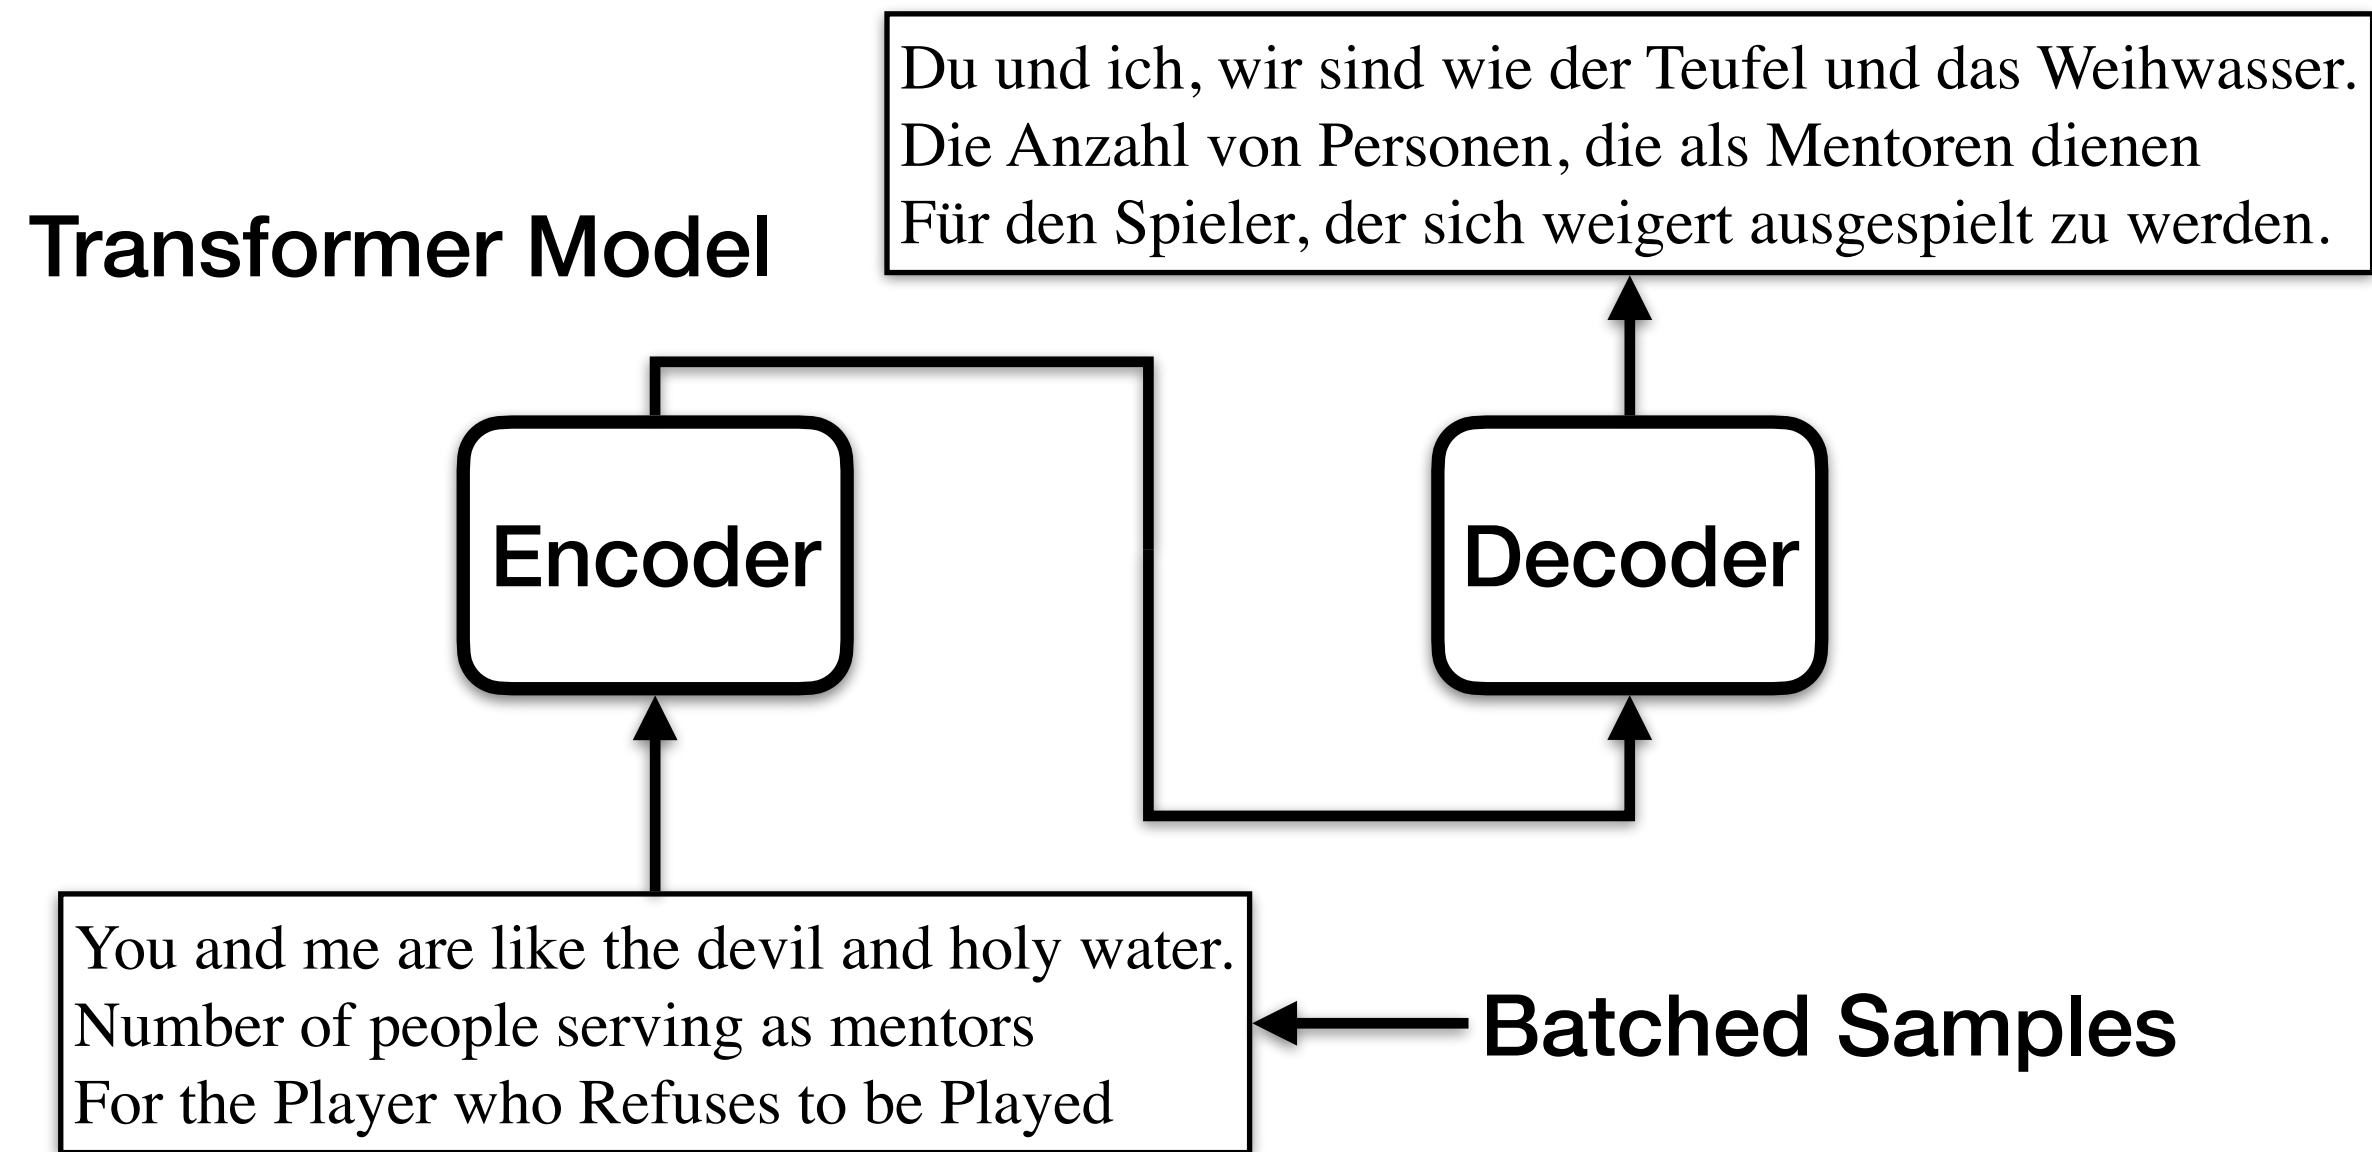 Du und ich, wir sind wie der Teufel und das Weihwasser.
Die Anzahl von Personen, die als Mentoren dienen
Für den Spieler, der sich weigert ausgespielt zu werden.
Transformer Model
Encoder
Decoder
You and me are like the devil and holy water.
Number of people serving as mentors
For the Player who Refuses to be Played
Batched Samples